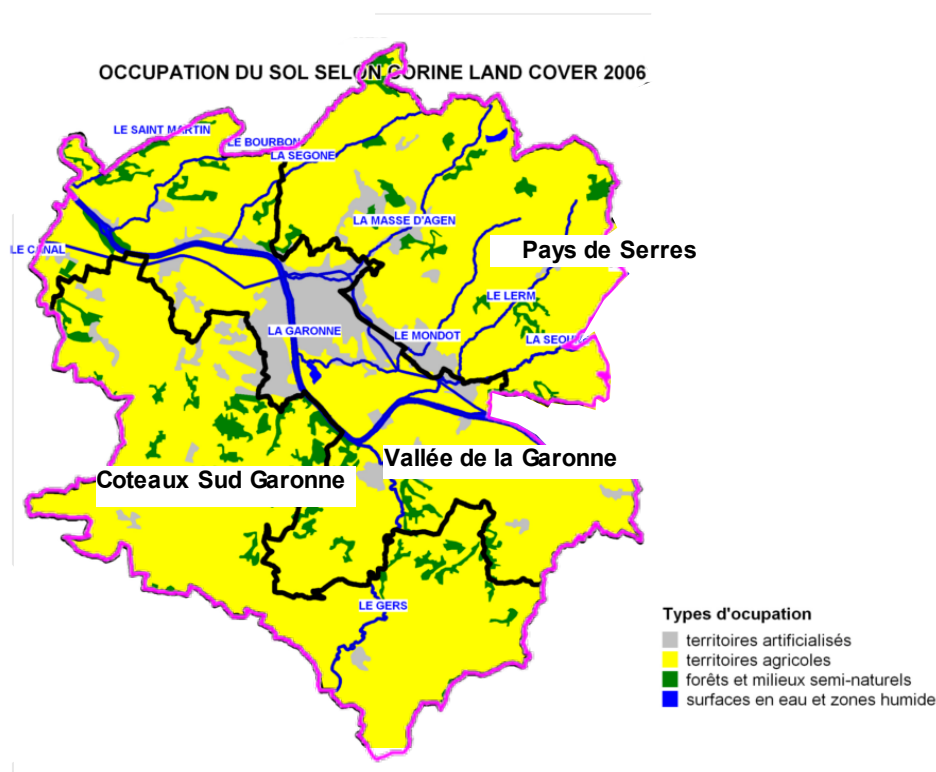 OCCUPATION DU SOL SELON CORINE LAND COVER 2006
LE SAINT MARTIN
LE BOURBON
LA SEGONE
LA MASSE D'AGEN
LE CANAL
Pays de Serres
LE LERM
LA GARONNE
LE MONDOT
LA SEOU
Vallée de la Garonne
Coteaux Sud Garonne
LE GERS
Types d'ocupation
territoires artificialisés
territoires agricoles
forêts et milieux semi-naturels
surfaces en eau et zones humide